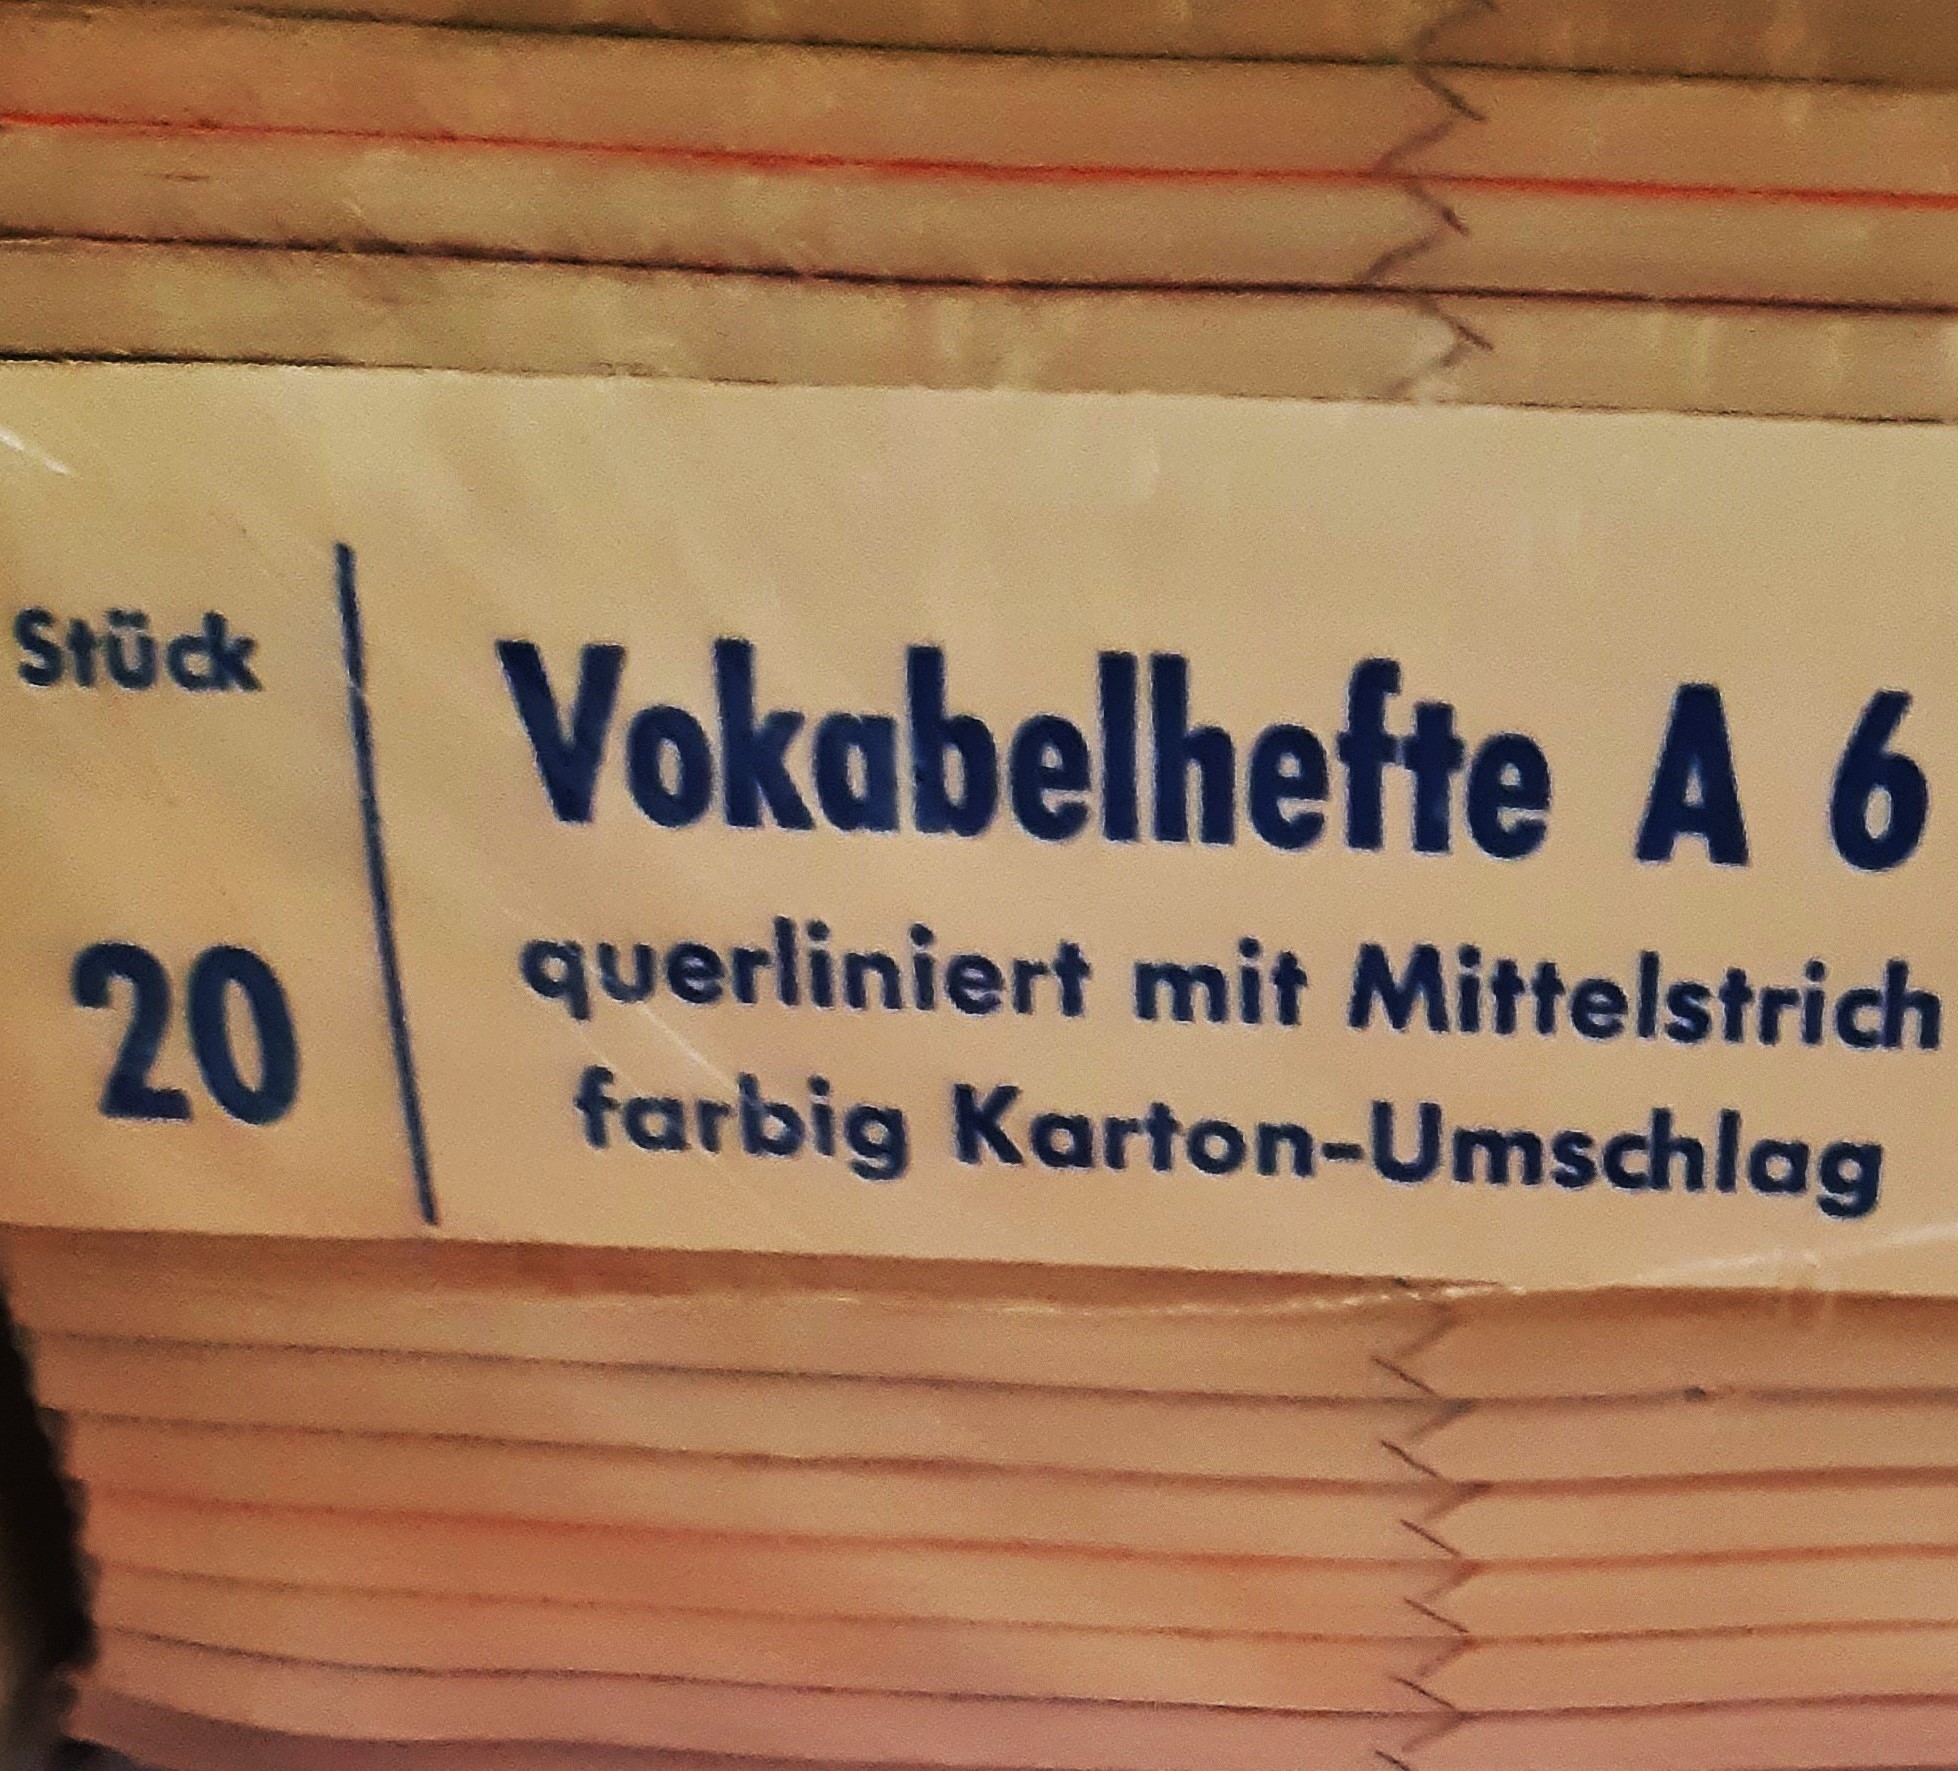 Stück
20
Vokabelhefte A 6
querliniert mit Mittelstrich
farbig Karton-Umschlag